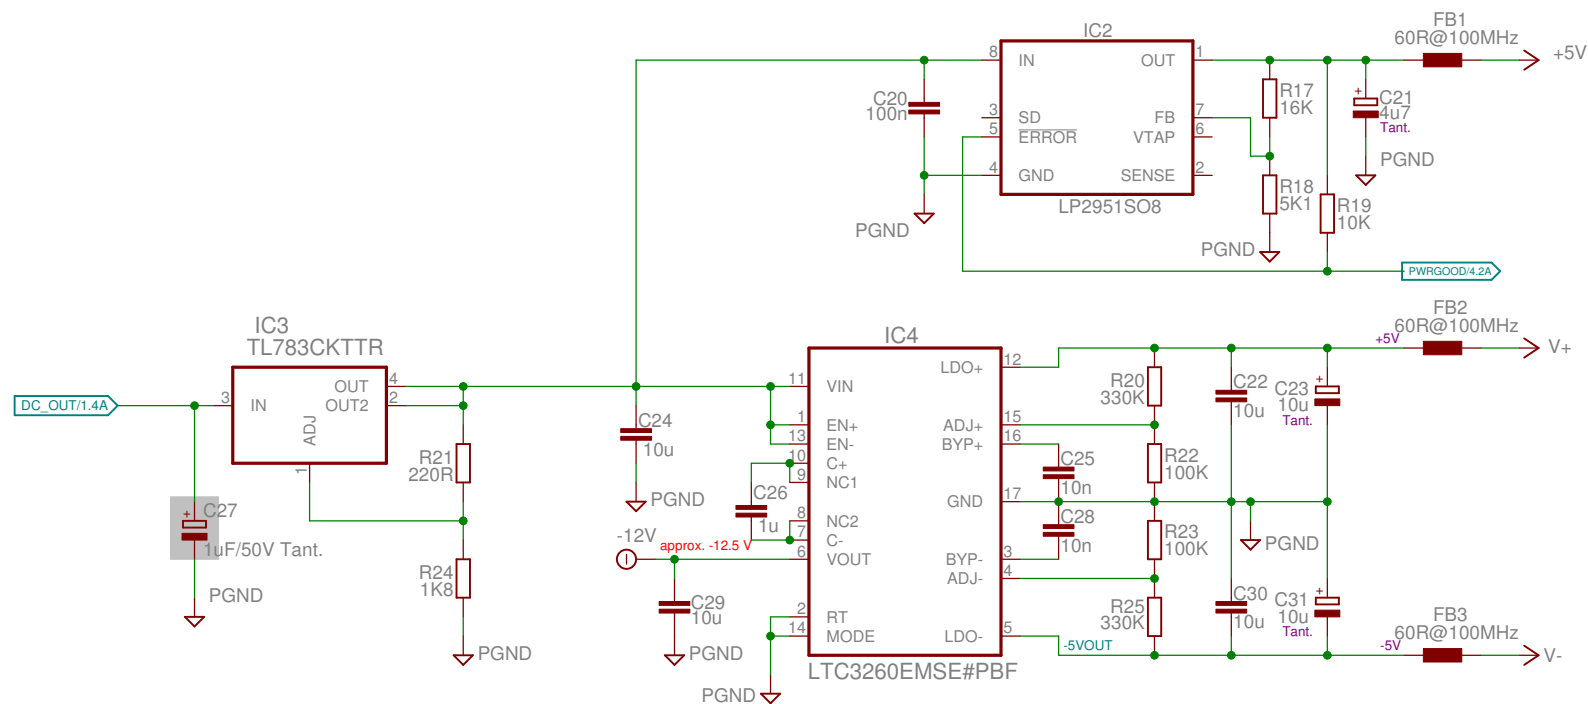 FB1
60R@100MHz
+5V
IC2
8
IN
OUT
1
C20
100n
R17
16K
C21
4u7
Tant.
3
SD
FB
7
5
ERROR
VTAP
6
PGND
4
GND
SENSE
2
R18
5K1
R19
10K
LP2951SO8
PGND
PGND
PWRGOOD/4.2A
IC3
TL783CKTTR
IC4
FB2
60R@100MHz
+5V
V+
DC_OUT/1.4A
3
IN
OUT
4
OUT2
2
ADJ
1
11
VIN
LDO+
12
R20
330K
C22
10u
C23
10u
Tant.
C24
10u
1
EN+
ADJ+
15
13
EN-
BYP+
16
R21
220R
10
C+
9
NC1
C25
10n
R22
100K
C26
1u
PGND
GND
17
C27
1uF/50V Tant.
8
NC2
7
C-
C28
10n
R23
100K
PGND
-12V
approx. -12.5 V
6
VOUT
BYP-
3
ADJ-
4
R24
1K8
PGND
C29
10u
2
RT
14
MODE
LDO-
5
R25
330K
C30
10u
C31
10u
Tant.
FB3
60R@100MHz
-5VOUT
-5V
V-
PGND
PGND
LTC3260EMSE#PBF
PGND